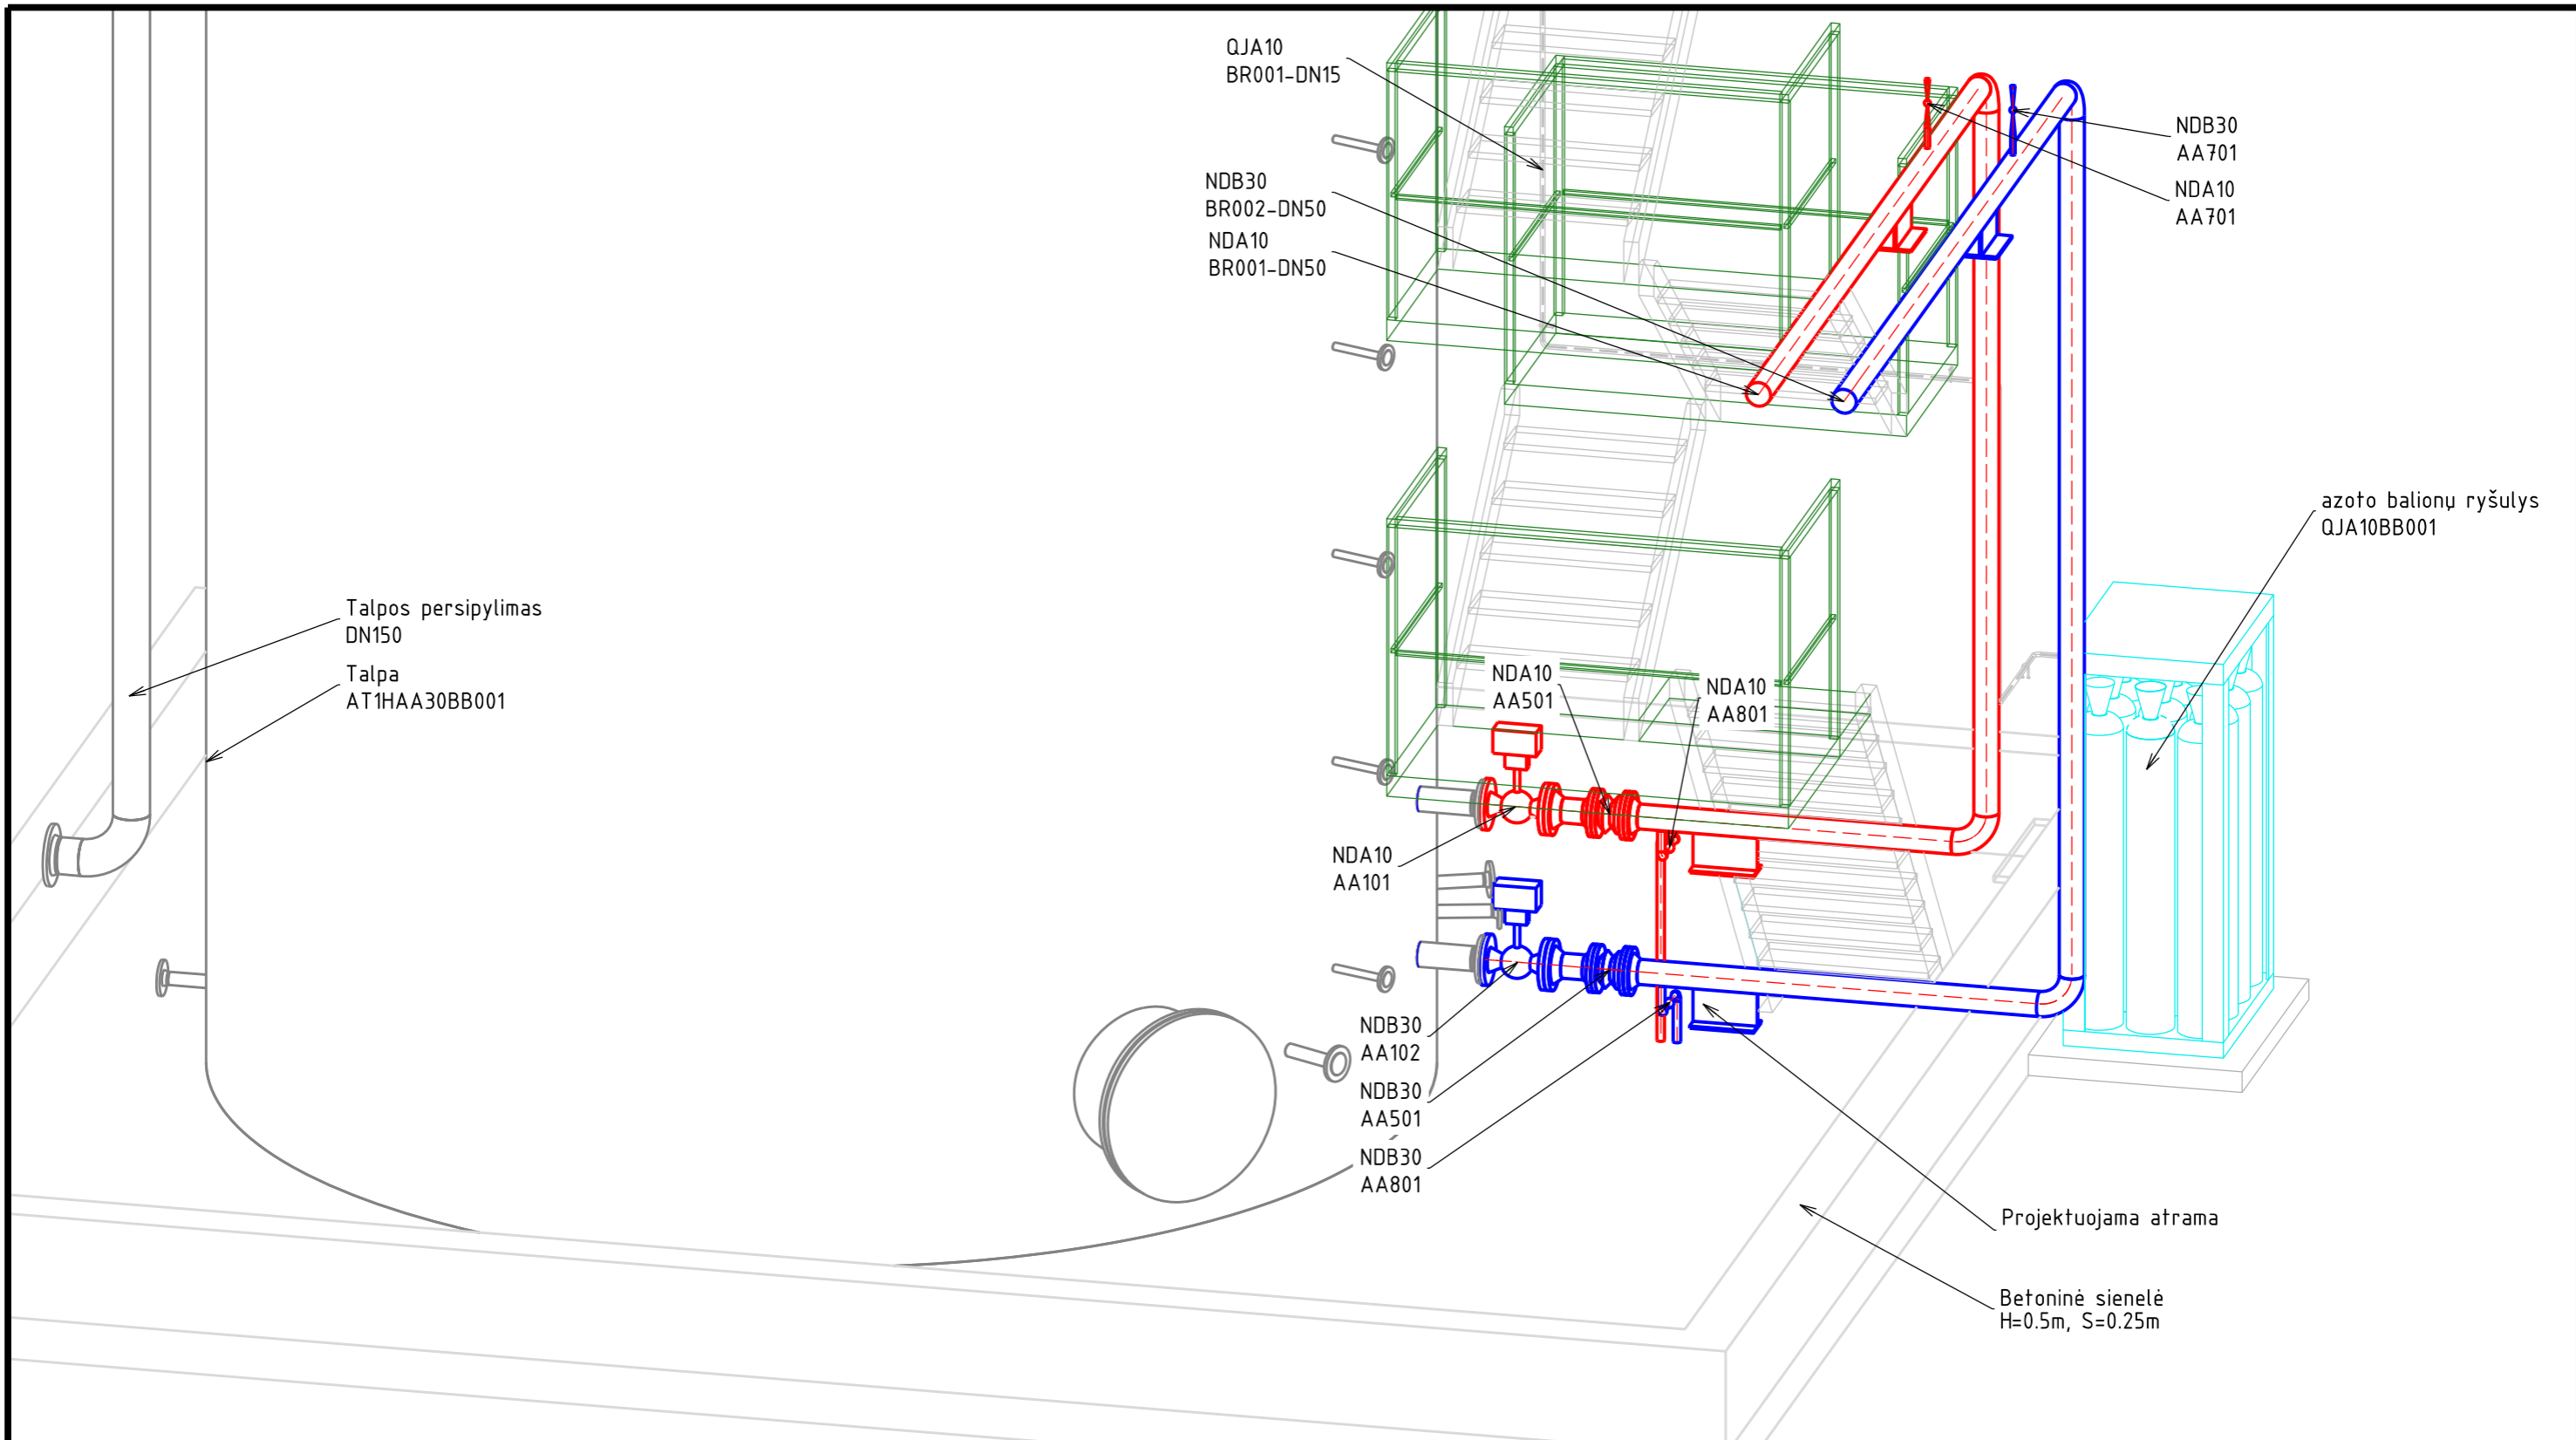 QJA10
BR001-DN15
NDB30
AA701
NDB30
BR002-DN50
NDA10
AA701
NDA10
BR001-DN50
azoto balionų ryšulys
QJA10BB001
Talpos persipylimas
DN150
Talpa
AT1HAA30BB001
NDA10
AA501
NDA10
AA801
NDA10
AA101
NDB30
AA102
NDB30
AA501
NDB30
AA801
Projektuojama atrama
Betoninė sienelė
H=0.5m, S=0.25m